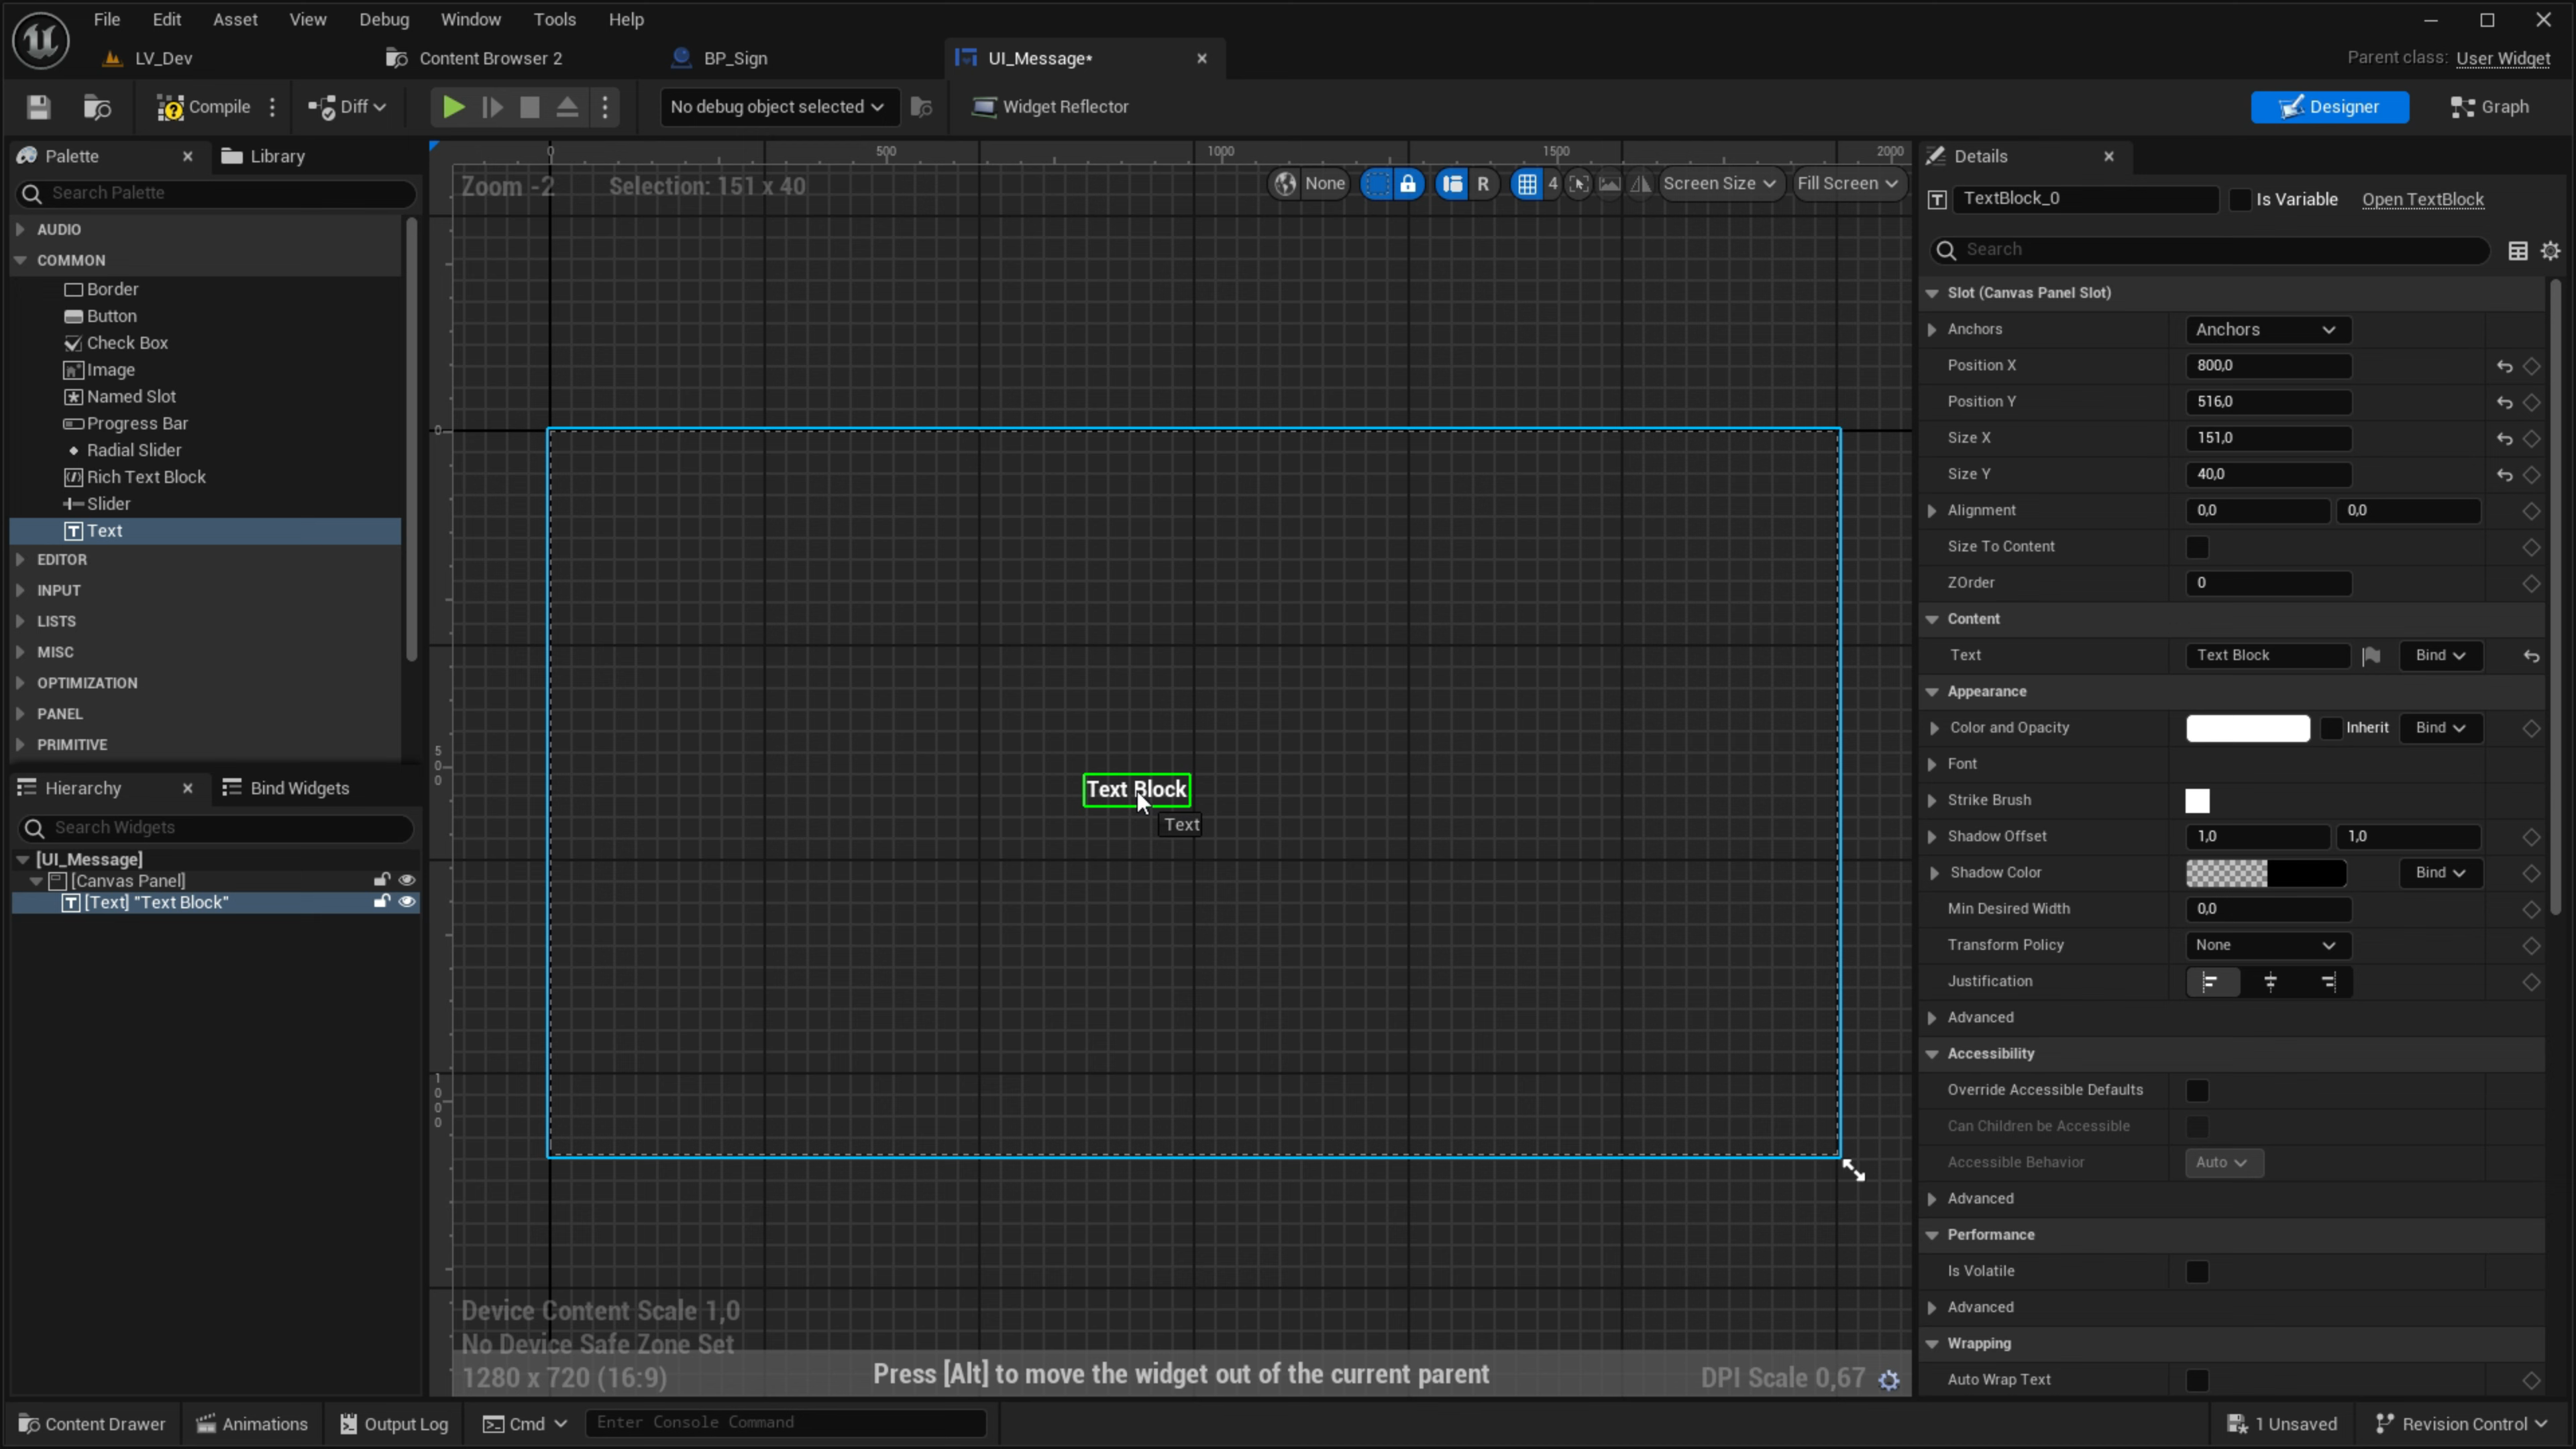 File Edit Asset View Debug Window Tools Help
LV_Dev Content Browser 2 BP_Sign UI_Message* Parent class: User Widget
Compile Diff No debug object selected Widget Reflector Designer Graph
Palette Library
Search Palette
AUDIO
COMMON
Border
Button
Check Box
Image
Named Slot
Progress Bar
Radial Slider
Rich Text Block
Slider
Text
EDITOR
INPUT
LISTS
MISC
OPTIMIZATION
PANEL
PRIMITIVE
Hierarchy Bind Widgets
Search Widgets
[UI_Message]
[Canvas Panel]
[Text] "Text Block"
0 500 1000 1500 2000
Zoom -2 Selection: 151 x 40 None R 4 Screen Size Fill Screen
0
500
1000
Text Block
Text
Device Content Scale 1,0
No Device Safe Zone Set
1280 x 720 (16:9) Press [Alt] to move the widget out of the current parent DPI Scale 0,67
Details
TextBlock_0 Is Variable Open TextBlock
Search
Slot (Canvas Panel Slot)
Anchors Anchors
Position X 800,0
Position Y 516,0
Size X 151,0
Size Y 40,0
Alignment 0,0 0,0
Size To Content
ZOrder 0
Content
Text Text Block Bind
Appearance
Color and Opacity Inherit Bind
Font
Strike Brush
Shadow Offset 1,0 1,0
Shadow Color Bind
Min Desired Width 0,0
Transform Policy None
Justification
Advanced
Accessibility
Override Accessible Defaults
Can Children be Accessible
Accessible Behavior Auto
Advanced
Performance
Is Volatile
Advanced
Wrapping
Auto Wrap Text
Content Drawer Animations Output Log Cmd Enter Console Command 1 Unsaved Revision Control